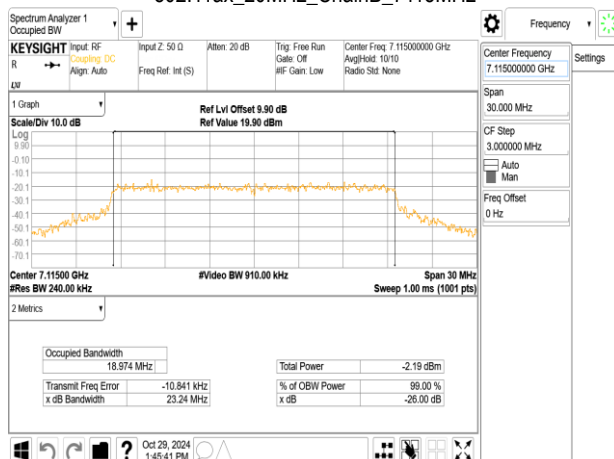 802.11ax_20MHz_ChainB_7115MHz
Spectrum Analyzer 1
Occupied BW
KEYSIGHT
R
Input: RF
Coupling: DC
Align: Auto
Input Z: 50 Ω
Freq Ref: Int (S)
Atten: 20 dB
Trig: Free Run
Gate: Off
#IF Gain: Low
Center Freq: 7.115000000 GHz
Avg|Hold: 10/10
Radio Std: None
LXI
1 Graph
Scale/Div 10.0 dB
Ref Lvl Offset 9.90 dB
Ref Value 19.90 dBm
Log
9.90
-0.10
-10.1
-20.1
-30.1
-40.1
-50.1
-60.1
-70.1
Center 7.11500 GHz
#Res BW 240.00 kHz
#Video BW 910.00 kHz
Span 30 MHz
Sweep 1.00 ms (1001 pts)
2 Metrics
Occupied Bandwidth
18.974 MHz
Transmit Freq Error -10.841 kHz
x dB Bandwidth 23.24 MHz
Total Power -2.19 dBm
% of OBW Power 99.00 %
x dB -26.00 dB
?
Oct 29, 2024
1:45:41 PM
Frequency
Center Frequency
7.115000000 GHz
Settings
Span
30.000 MHz
CF Step
3.000000 MHz
Auto
Man
Freq Offset
0 Hz